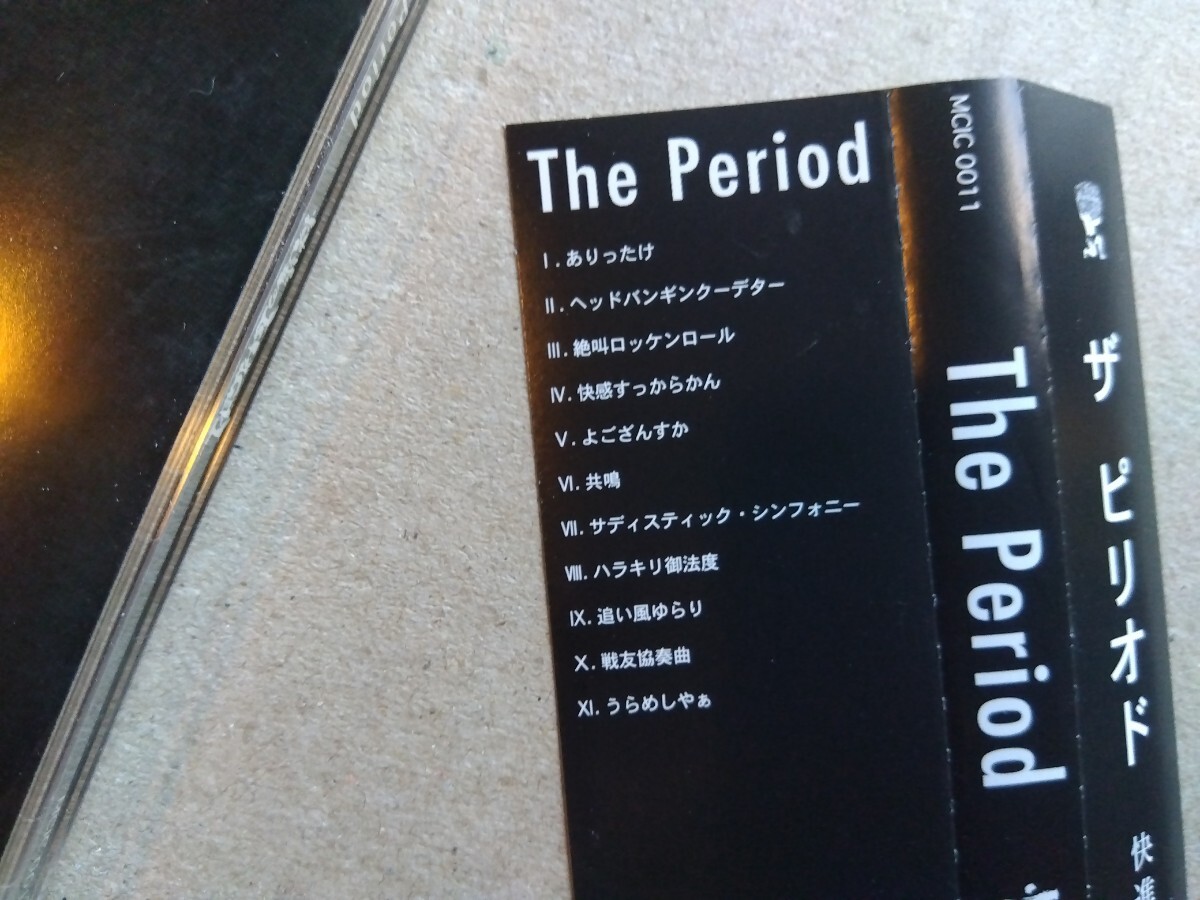 The Period
Ⅰ. ありったけ
Ⅱ. ヘッドバンギンクーデター
Ⅲ. 絶叫ロッケンロール
Ⅳ. 快感すっからかん
Ⅴ. よござんすか
Ⅵ. 共鳴
Ⅶ. サディスティック・シンフォニー
Ⅷ. ハラキリ御法度
Ⅸ. 追い風ゆらり
Ⅹ. 戦友協奏曲
Ⅺ. うらめしやぁ
MCIC 0011
The Period
ザ ピリオド
快進